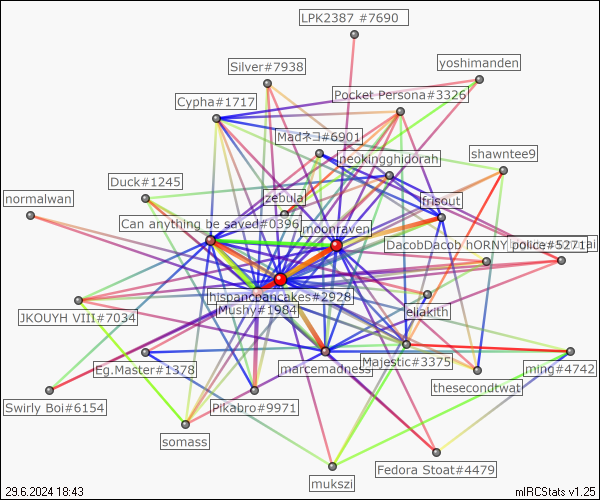 LPK2387 #7690
yoshimanden
Silver#7938
Pocket Persona#3326
Cypha#1717
Madネコ#6901
neokingghidorah
shawntee9
Duck#1245
zebulaj
frisout
normalwan
Can anything be saved#0396
moonraven
DacobDacob hORNY police#5271
hispancpancakes#2928
Mushy#1984
eliakith
JKOUYH VIII#7034
Majestic#3375
marcemadness
ming#4742
Eg.Master#1378
thesecondtwat
Swirly Boi#6154
Pikabro#9971
somass
Fedora Stoat#4479
mukszi
29.6.2024 18:43
mIRCStats v1.25